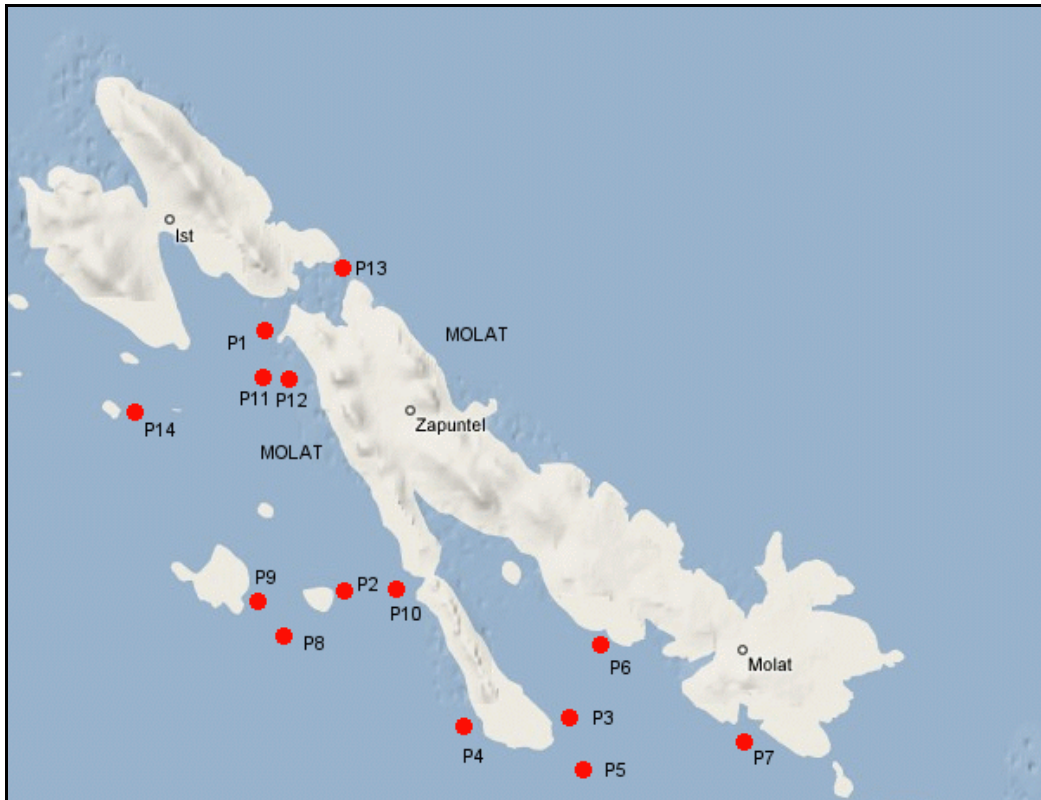 Ist
P13
MOLAT
P1
P11
P12
Zapuntel
P14
MOLAT
P9
P2
P10
P8
P6
Molat
P3
P4
P7
P5